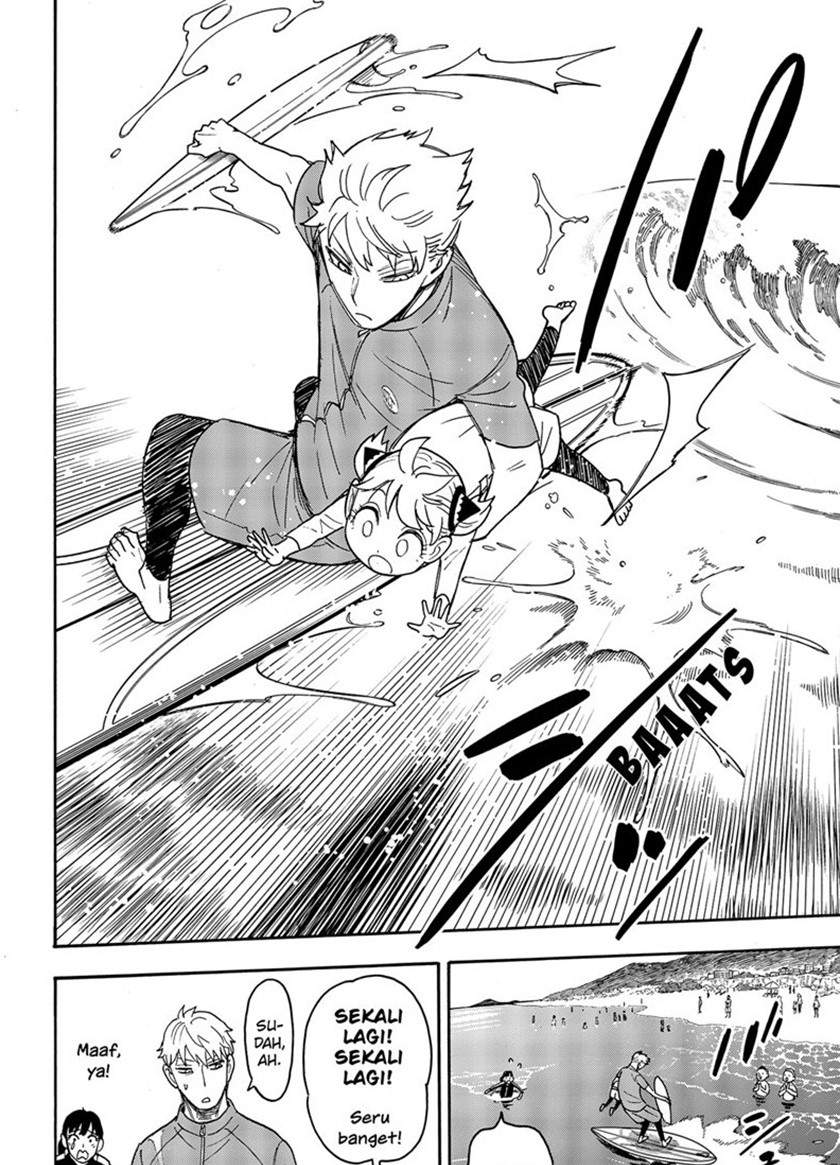 BAAATS
SEKALI
LAGI!
SEKALI
LAGI!
Seru
banget!
SU-
DAH,
AH.
Maaf,
ya!